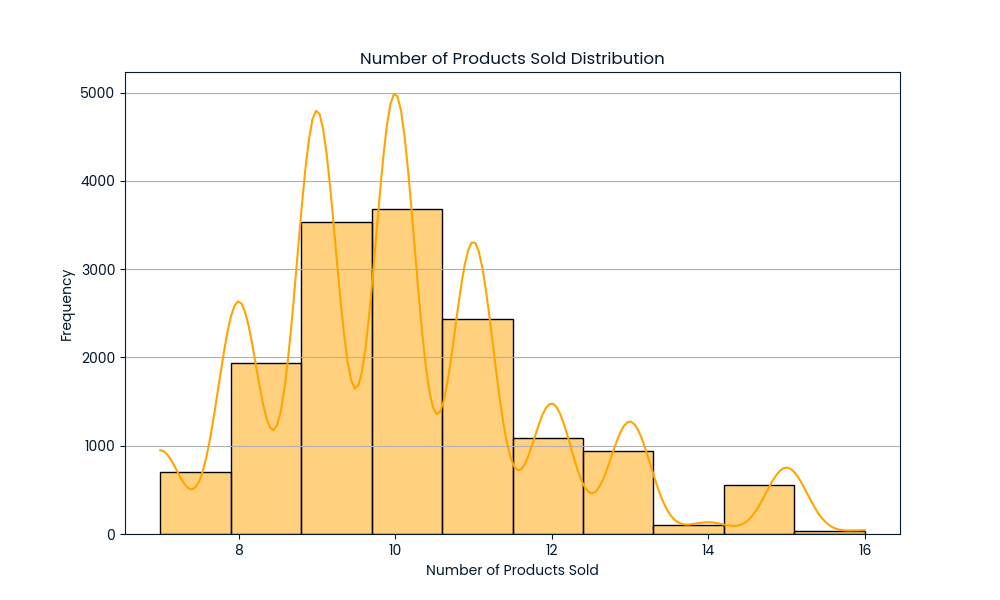 Number of Products Sold Distribution
5000
4000
3000
2000
1000
0
Frequency
8 10 12 14 16
Number of Products Sold